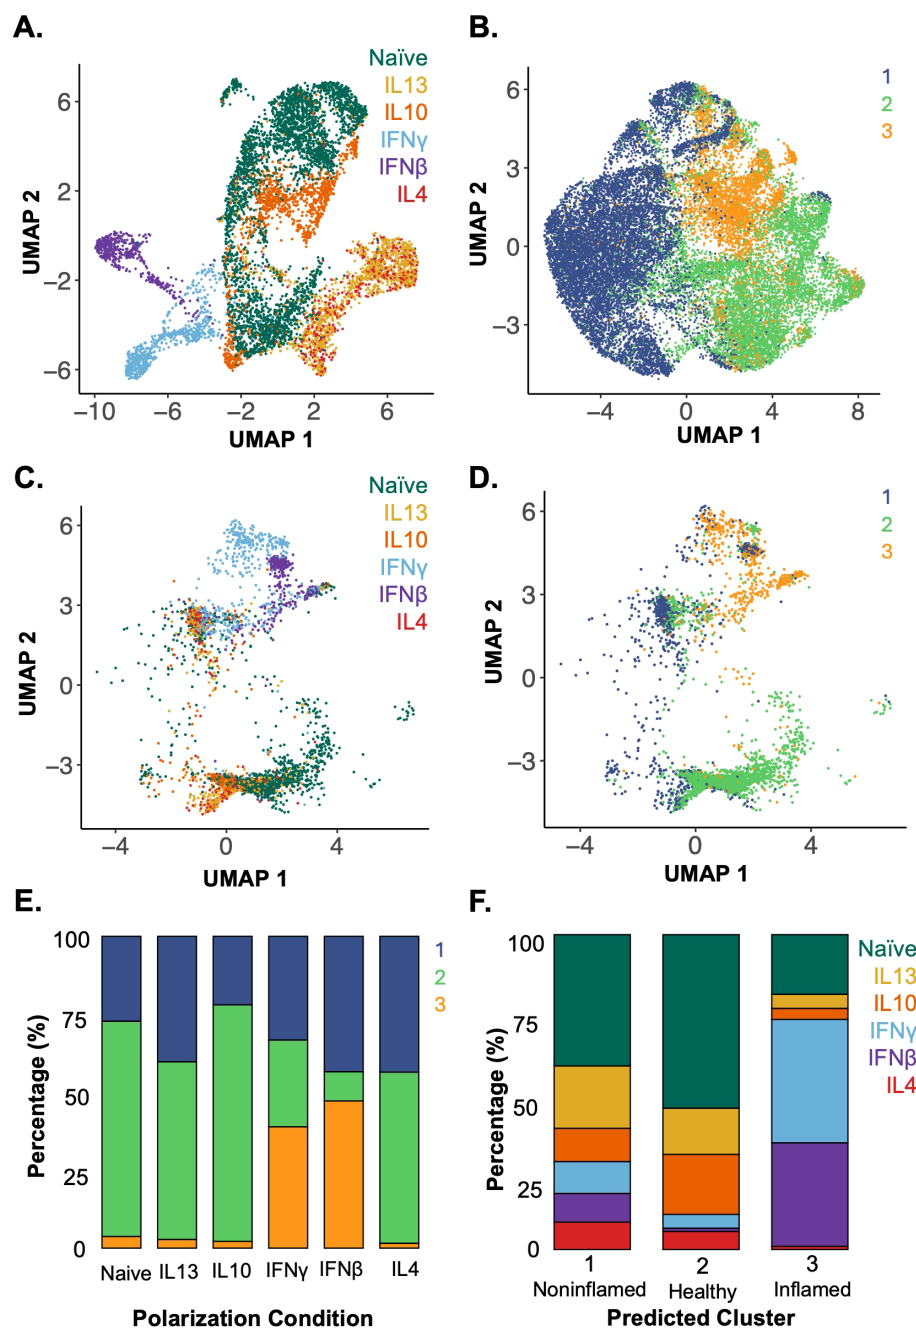 A.
Naïve
IL13
IL10
IFNγ
IFNβ
IL4
6
2
−2
−6
UMAP 2
−10 −6 −2 2 6
UMAP 1
B.
1
2
3
6
3
0
−3
UMAP 2
−4 0 4 8
UMAP 1
C.
Naïve
IL13
IL10
IFNγ
IFNβ
IL4
6
3
0
−3
UMAP 2
−4 0 4
UMAP 1
D.
1
2
3
6
3
0
−3
UMAP 2
−4 0 4
UMAP 1
E.
1
2
3
100
75
50
25
0
Percentage (%)
Naive IL13 IL10 IFNγ IFNβ IL4
Polarization Condition
F.
Naïve
IL13
IL10
IFNγ
IFNβ
IL4
100
75
50
25
0
Percentage (%)
1 2 3
Noninflamed Healthy Inflamed
Predicted Cluster